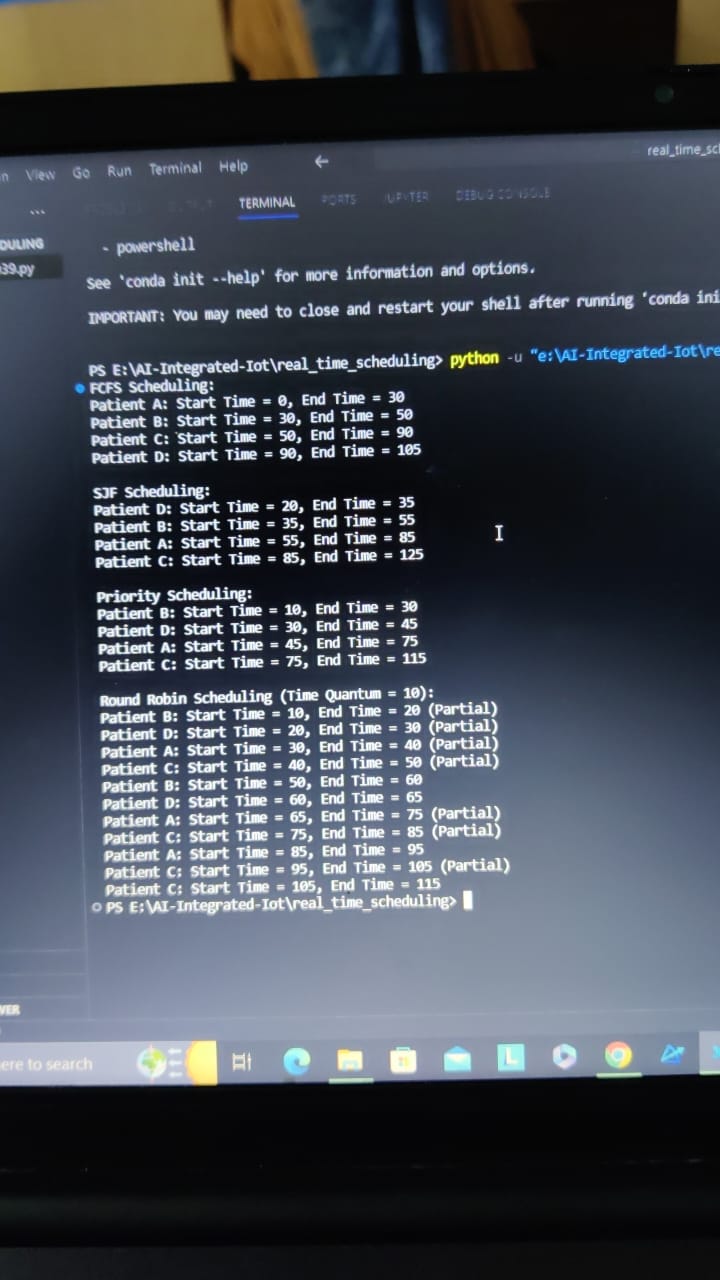 View Go Run Terminal Help ←
real_time_sc
...
TERMINAL PORTS JUPYTER DEBUG CONSOLE
DULING
39.py
- powershell
See 'conda init --help' for more information and options.
IMPORTANT: You may need to close and restart your shell after running 'conda ini
PS E:\AI-Integrated-Iot\real_time_scheduling> python -u "e:\AI-Integrated-Iot\re
FCFS Scheduling:
Patient A: Start Time = 0, End Time = 30
Patient B: Start Time = 30, End Time = 50
Patient C: Start Time = 50, End Time = 90
Patient D: Start Time = 90, End Time = 105
SJF Scheduling:
Patient D: Start Time = 20, End Time = 35
Patient B: Start Time = 35, End Time = 55
Patient A: Start Time = 55, End Time = 85
Patient C: Start Time = 85, End Time = 125
Priority Scheduling:
Patient B: Start Time = 10, End Time = 30
Patient D: Start Time = 30, End Time = 45
Patient A: Start Time = 45, End Time = 75
Patient C: Start Time = 75, End Time = 115
Round Robin Scheduling (Time Quantum = 10):
Patient B: Start Time = 10, End Time = 20 (Partial)
Patient D: Start Time = 20, End Time = 30 (Partial)
Patient A: Start Time = 30, End Time = 40 (Partial)
Patient C: Start Time = 40, End Time = 50 (Partial)
Patient B: Start Time = 50, End Time = 60
Patient D: Start Time = 60, End Time = 65
Patient A: Start Time = 65, End Time = 75 (Partial)
Patient C: Start Time = 75, End Time = 85 (Partial)
Patient A: Start Time = 85, End Time = 95
Patient C: Start Time = 95, End Time = 105 (Partial)
Patient C: Start Time = 105, End Time = 115
PS E:\AI-Integrated-Iot\real_time_scheduling>
VER
ere to search
L